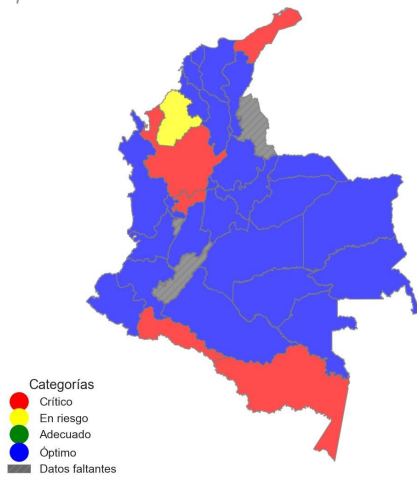 Categorías
Crítico
En riesgo
Adecuado
Óptimo
Datos faltantes